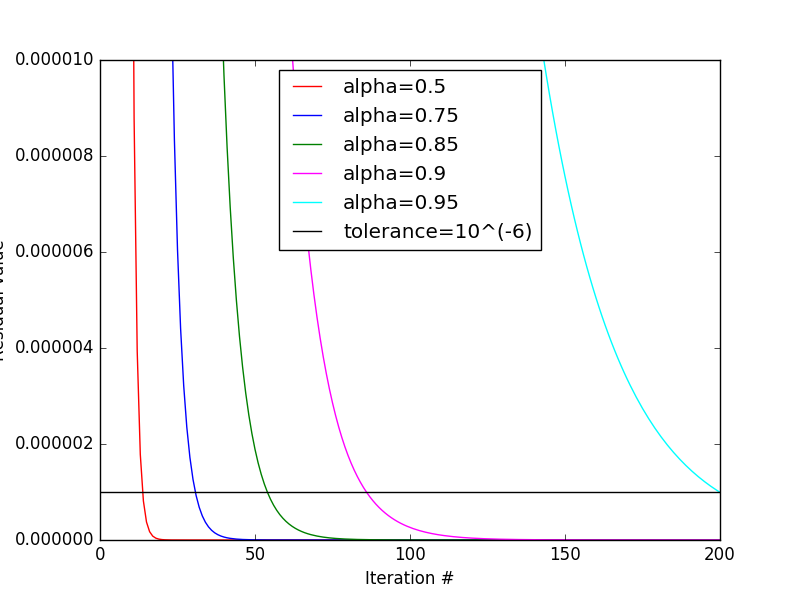 0.000010
0.000008
0.000006
0.000004
0.000002
0.000000
alpha=0.5
alpha=0.75
alpha=0.85
alpha=0.9
alpha=0.95
tolerance=10^(-6)
0 50 100 150 200
Iteration #